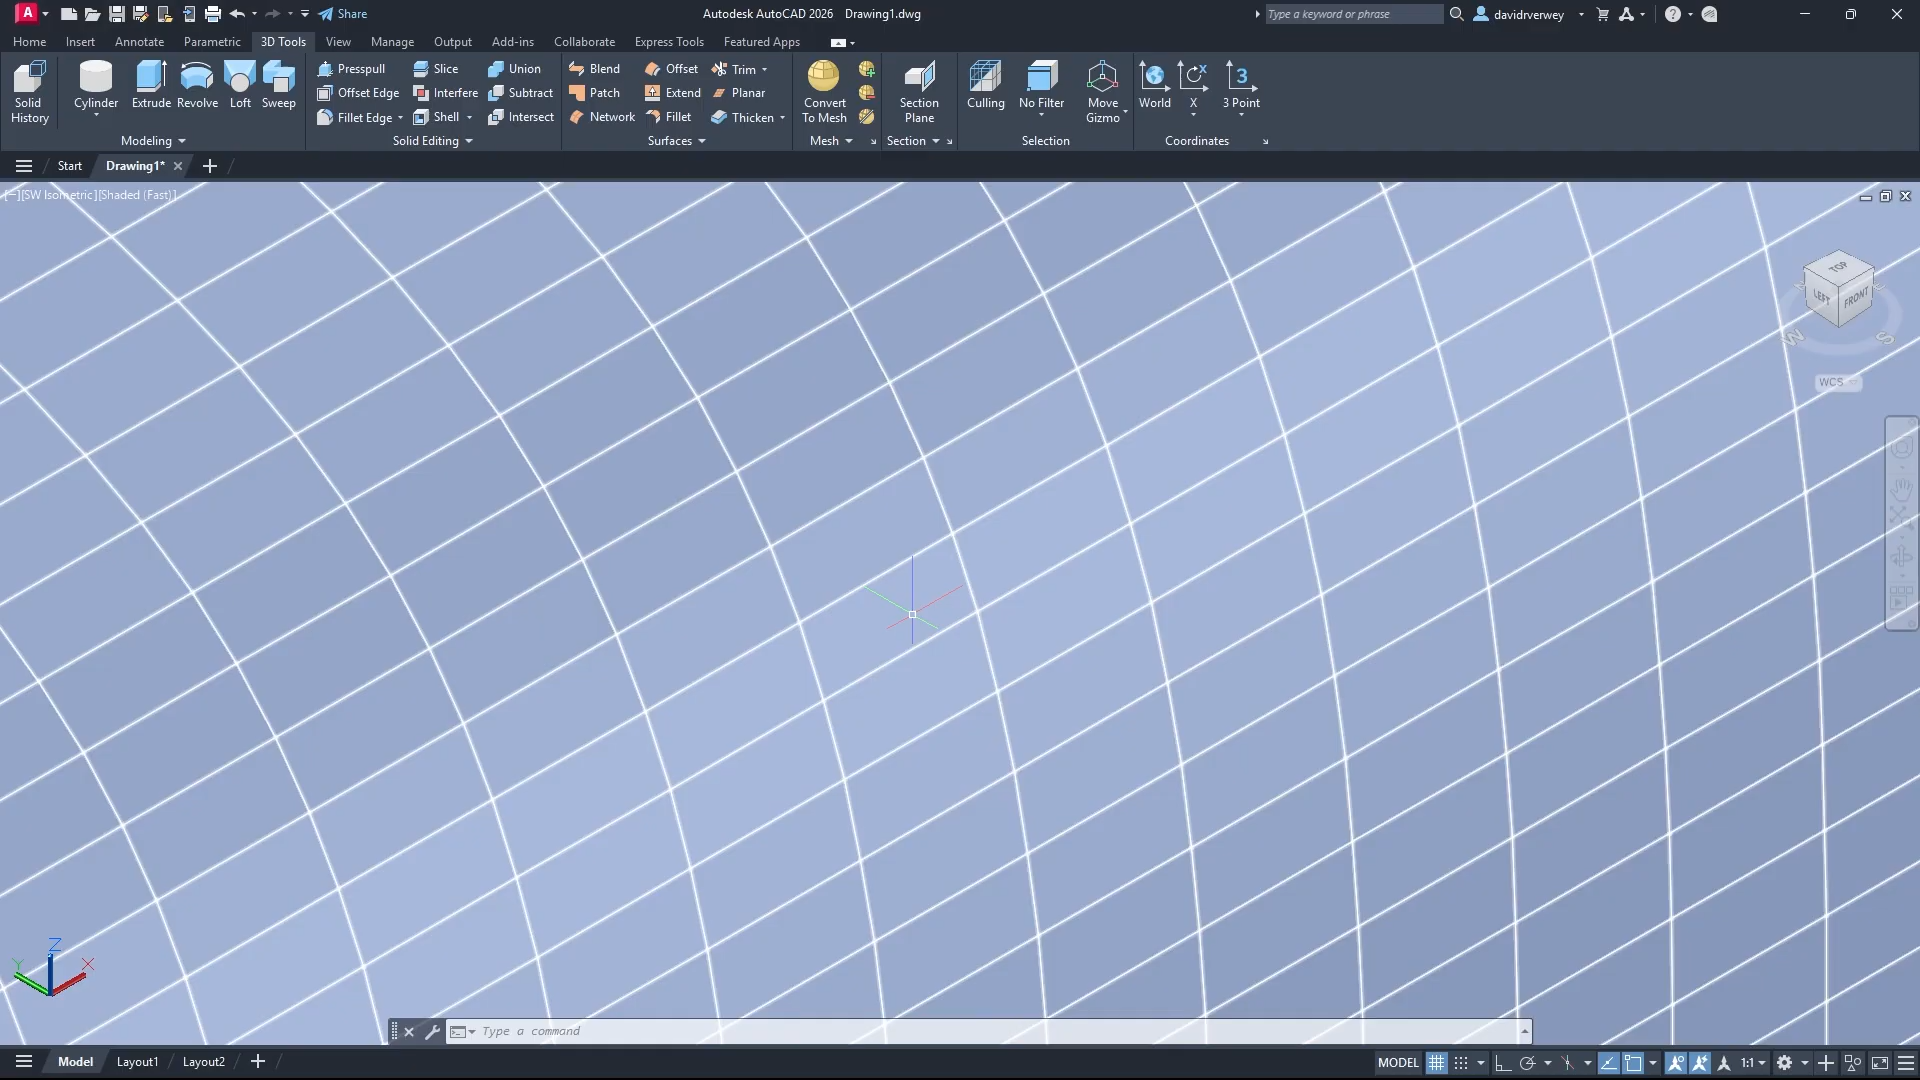 A Share Autodesk AutoCAD 2026 Drawing1.dwg Type a keyword or phrase davidrverwey
Home Insert Annotate Parametric 3D Tools View Manage Output Add-ins Collaborate Express Tools Featured Apps
Solid History
Cylinder
Extrude
Revolve
Loft
Sweep
Modeling
Presspull
Offset Edge
Fillet Edge
Slice
Interfere
Shell
Union
Subtract
Intersect
Solid Editing
Blend
Patch
Network
Offset
Extend
Fillet
Trim
Planar
Thicken
Surfaces
Convert
To Mesh
Mesh
Section
Plane
Section
Culling
No Filter
Move
Gizmo
Selection
World
X
X
3
3 Point
Coordinates
Start Drawing1*
[−][SW Isometric][Shaded (Fast)]
TOP
LEFT FRONT
W S
WCS
Z
Y X
Type a command
Model Layout1 Layout2
MODEL 1:1